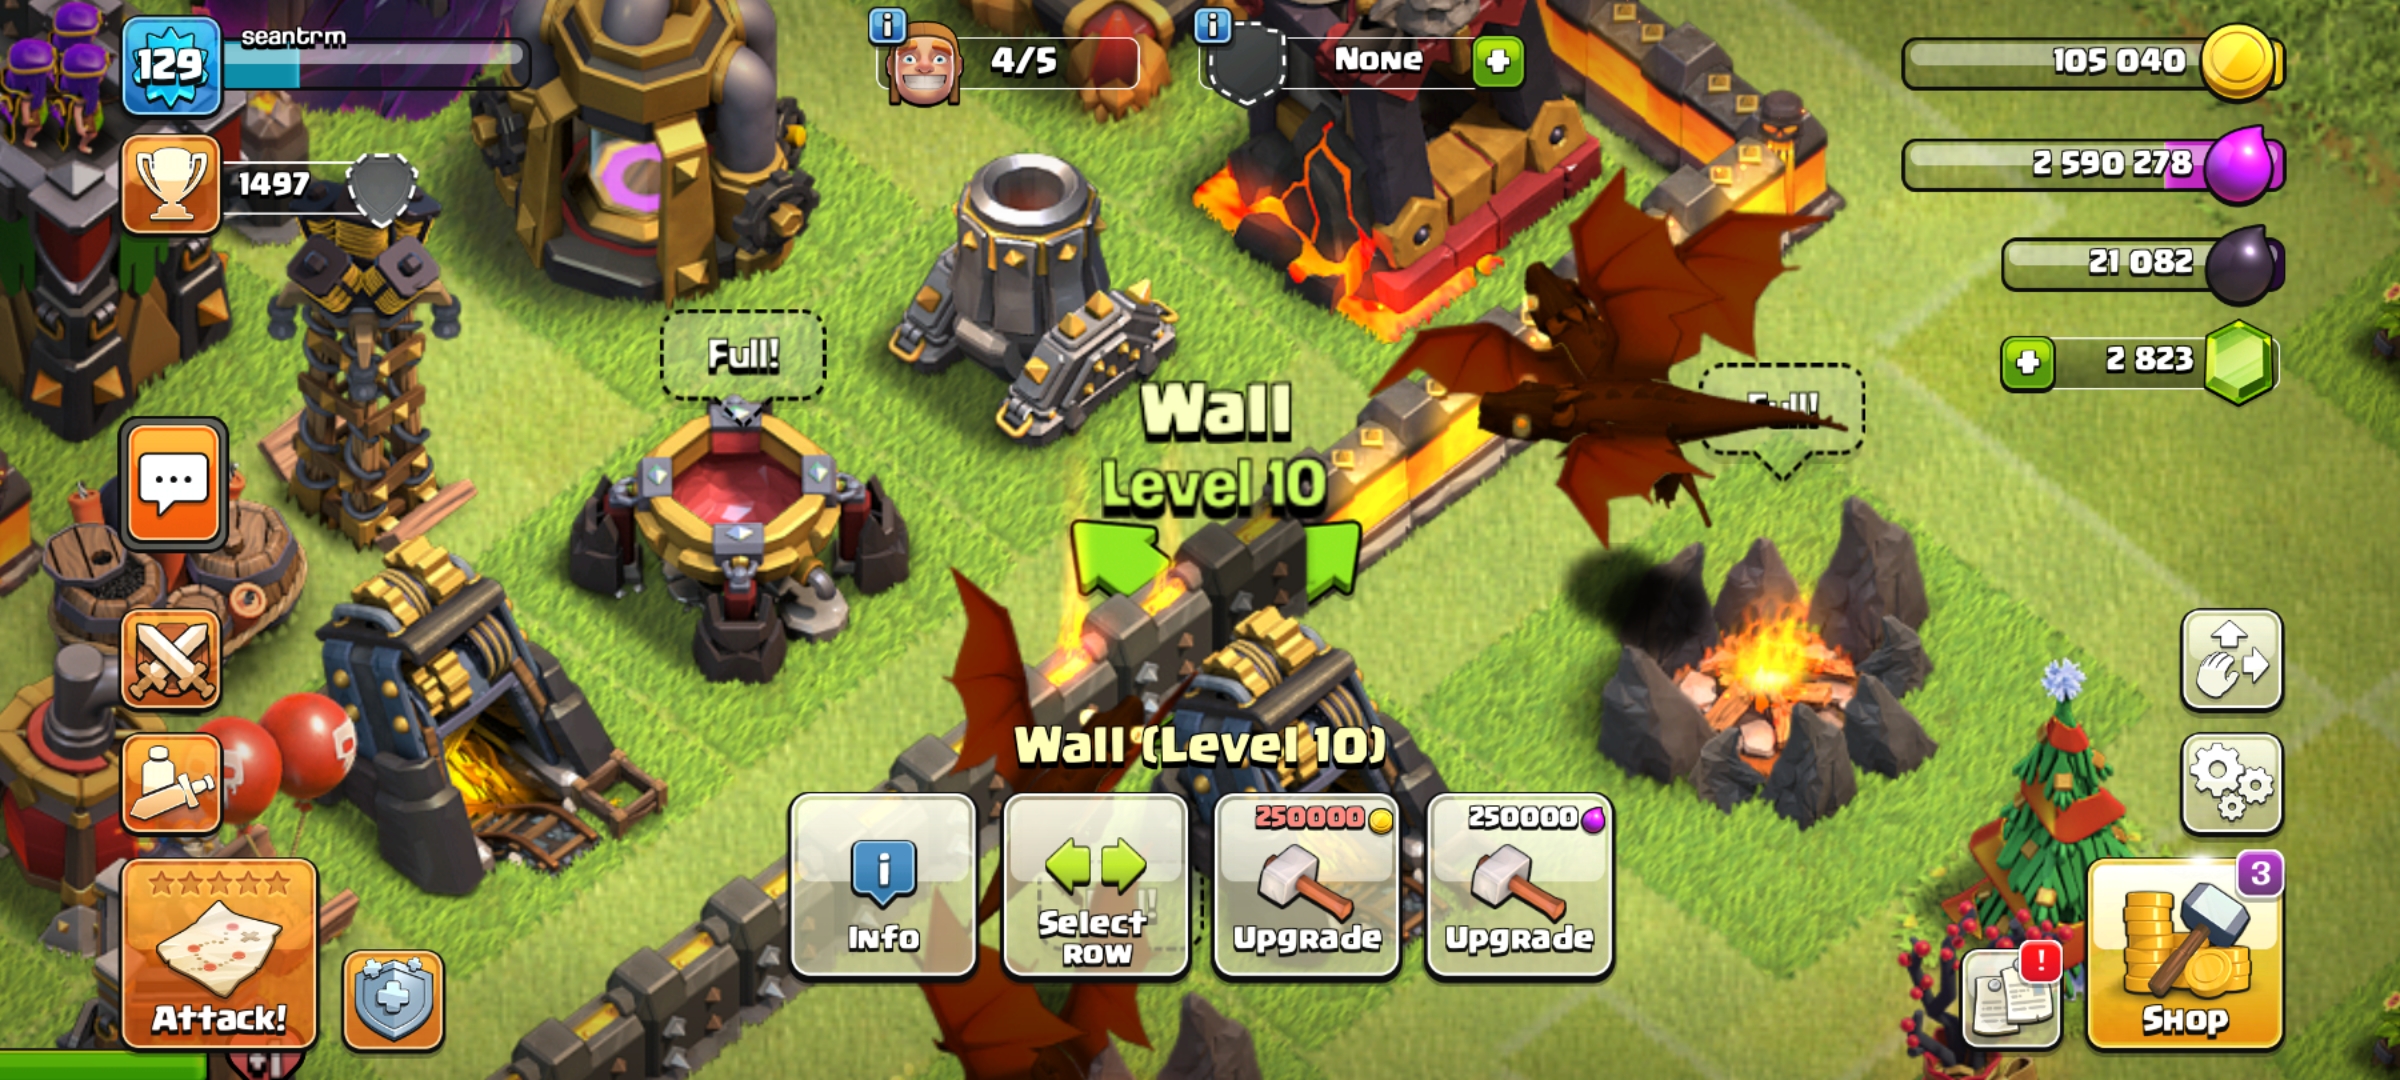 129
seantrm
i
4/5
i
None
105 040
1497
2 590 278
21 082
2 823
Full!
Full!
Wall
Level 10
Wall (Level 10)
i
Info
Select
Row
250000
Upgrade
250000
Upgrade
Attack!
3
!
Shop